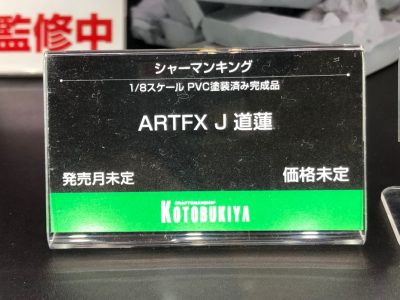 監修中
シャーマンキング
1/8スケール PVC塗装済み完成品
ARTFX J 道蓮
発売月未定
価格未定
KOTOBUKIYA